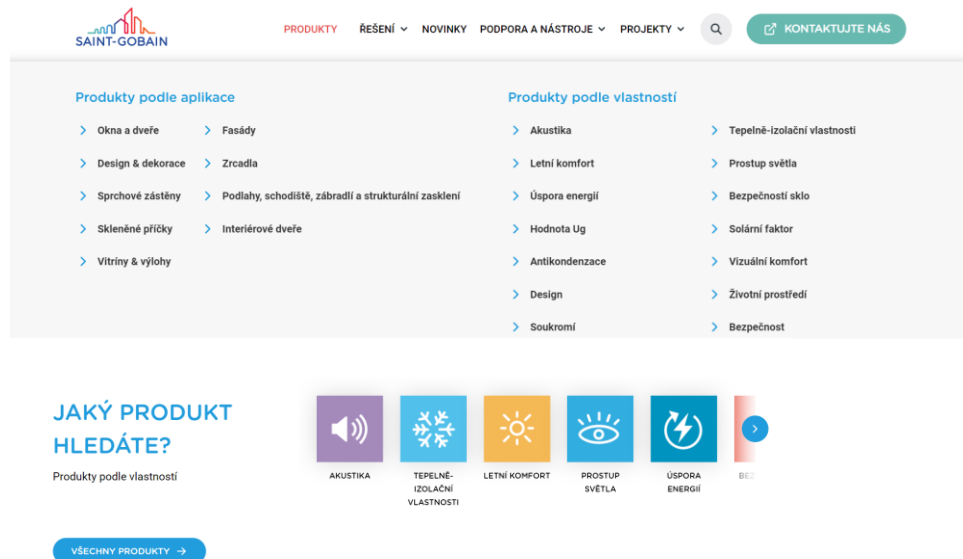 SAINT-GOBAIN
PRODUKTY ŘEŠENÍ NOVINKY PODPORA A NÁSTROJE PROJEKTY KONTAKTUJTE NÁS
Produkty podle aplikace
Okna a dveře
Design & dekorace
Sprchové zástěny
Skleněné příčky
Vitríny & výlohy
Fasády
Zrcadla
Podlahy, schodiště, zábradlí a strukturální zasklení
Interiérové dveře
Produkty podle vlastností
Akustika
Letní komfort
Úspora energií
Hodnota Ug
Antikondenzace
Design
Soukromí
Tepelně-izolační vlastnosti
Prostup světla
Bezpečností sklo
Solární faktor
Vizuální komfort
Životní prostředí
Bezpečnost
JAKÝ PRODUKT
HLEDÁTE?
Produkty podle vlastností
AKUSTIKA
TEPELNĚ-
IZOLAČNÍ
VLASTNOSTI
LETNÍ KOMFORT
PROSTUP
SVĚTLA
ÚSPORA
ENERGIÍ
VŠECHNY PRODUKTY